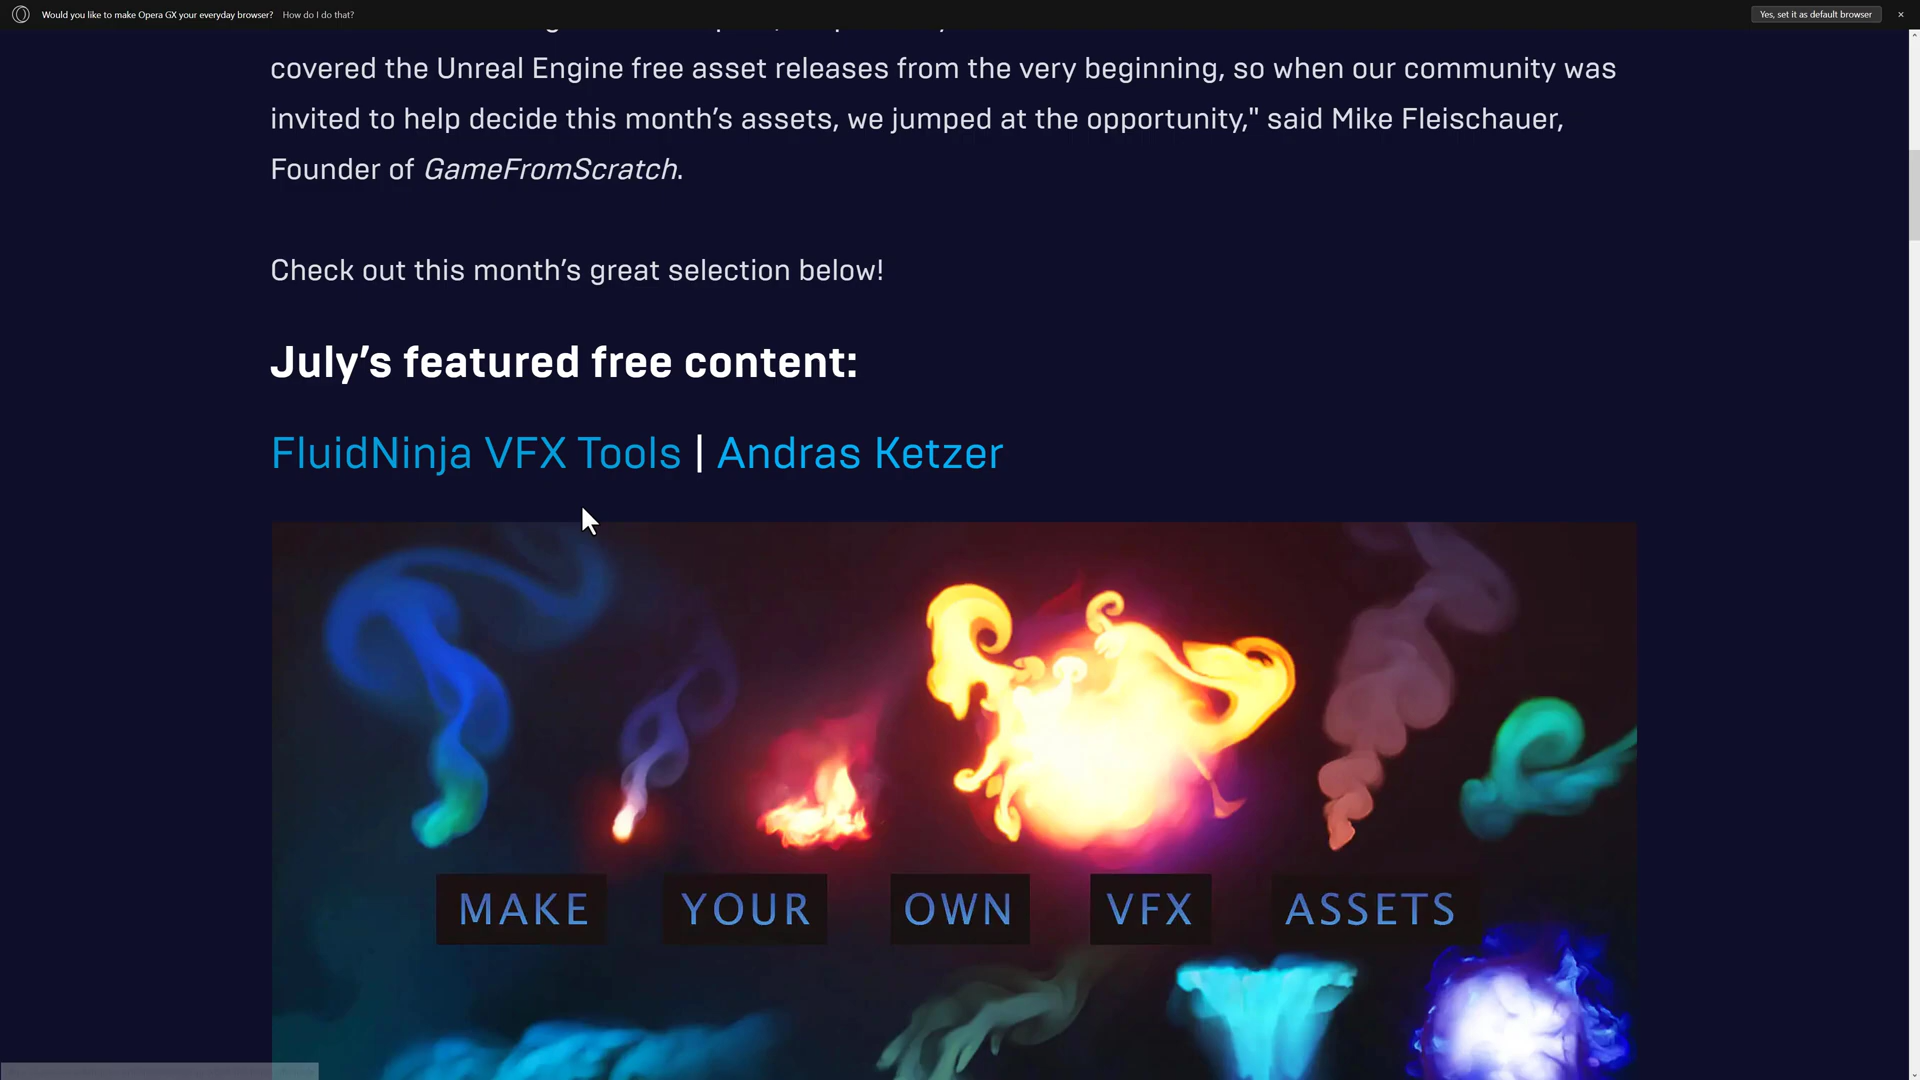 Would you like to make Opera GX your everyday browser? How do I do that? Yes, set it as default browser
covered the Unreal Engine free asset releases from the very beginning, so when our community was
invited to help decide this month’s assets, we jumped at the opportunity," said Mike Fleischauer,
Founder of GameFromScratch.
Check out this month’s great selection below!
July’s featured free content:
FluidNinja VFX Tools | Andras Ketzer
MAKE YOUR OWN VFX ASSETS